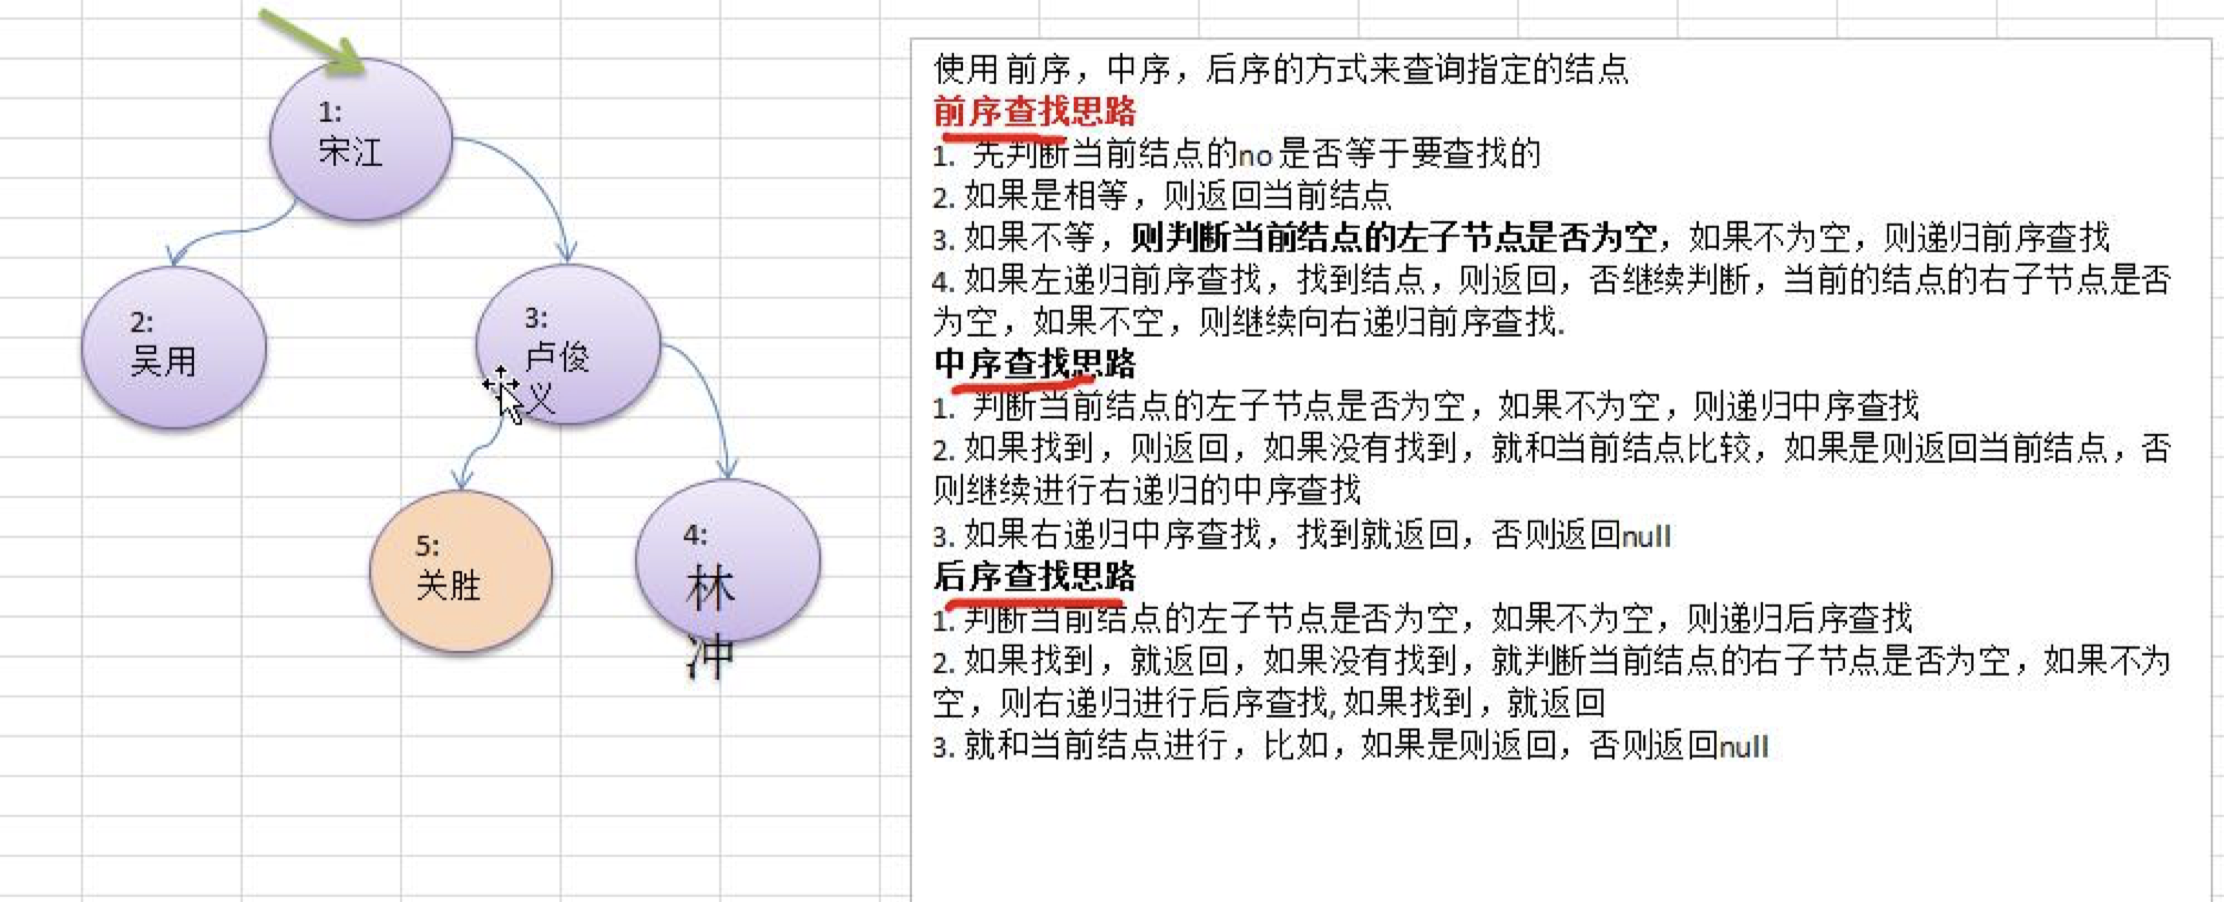 1:
宋江
2:
吴用
3:
卢俊
义
5:
关胜
4:
林
冲
使用 前序，中序，后序的方式来查询指定的结点
前序查找思路
1. 先判断当前结点的no 是否等于要查找的
2. 如果是相等，则返回当前结点
3. 如果不等，则判断当前结点的左子节点是否为空，如果不为空，则递归前序查找
4. 如果左递归前序查找，找到结点，则返回，否继续判断，当前的结点的右子节点是否
为空，如果不空，则继续向右递归前序查找.
中序查找思路
1. 判断当前结点的左子节点是否为空，如果不为空，则递归中序查找
2. 如果找到，则返回，如果没有找到，就和当前结点比较，如果是则返回当前结点，否
则继续进行右递归的中序查找
3. 如果右递归中序查找，找到就返回，否则返回null
后序查找思路
1. 判断当前结点的左子节点是否为空，如果不为空，则递归后序查找
2. 如果找到，就返回，如果没有找到，就判断当前结点的右子节点是否为空，如果不为
空，则右递归进行后序查找, 如果找到，就返回
3. 就和当前结点进行，比如，如果是则返回，否则返回null